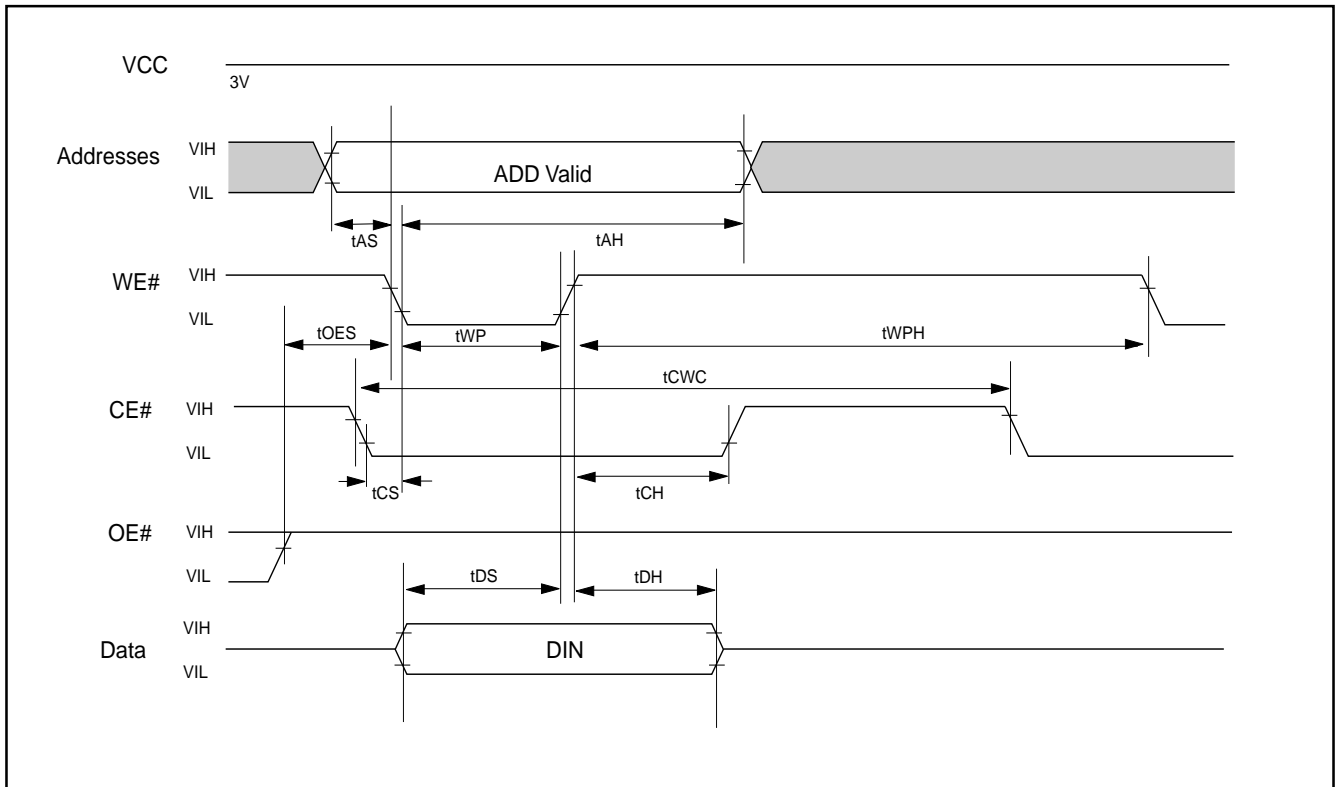 VCC
3V
Addresses
VIH
VIL
ADD Valid
tAS
tAH
WE#
VIH
VIL
tOES
tWP
tWPH
tCWC
CE#
VIH
VIL
tCS
tCH
OE#
VIH
VIL
tDS
tDH
Data
VIH
VIL
DIN